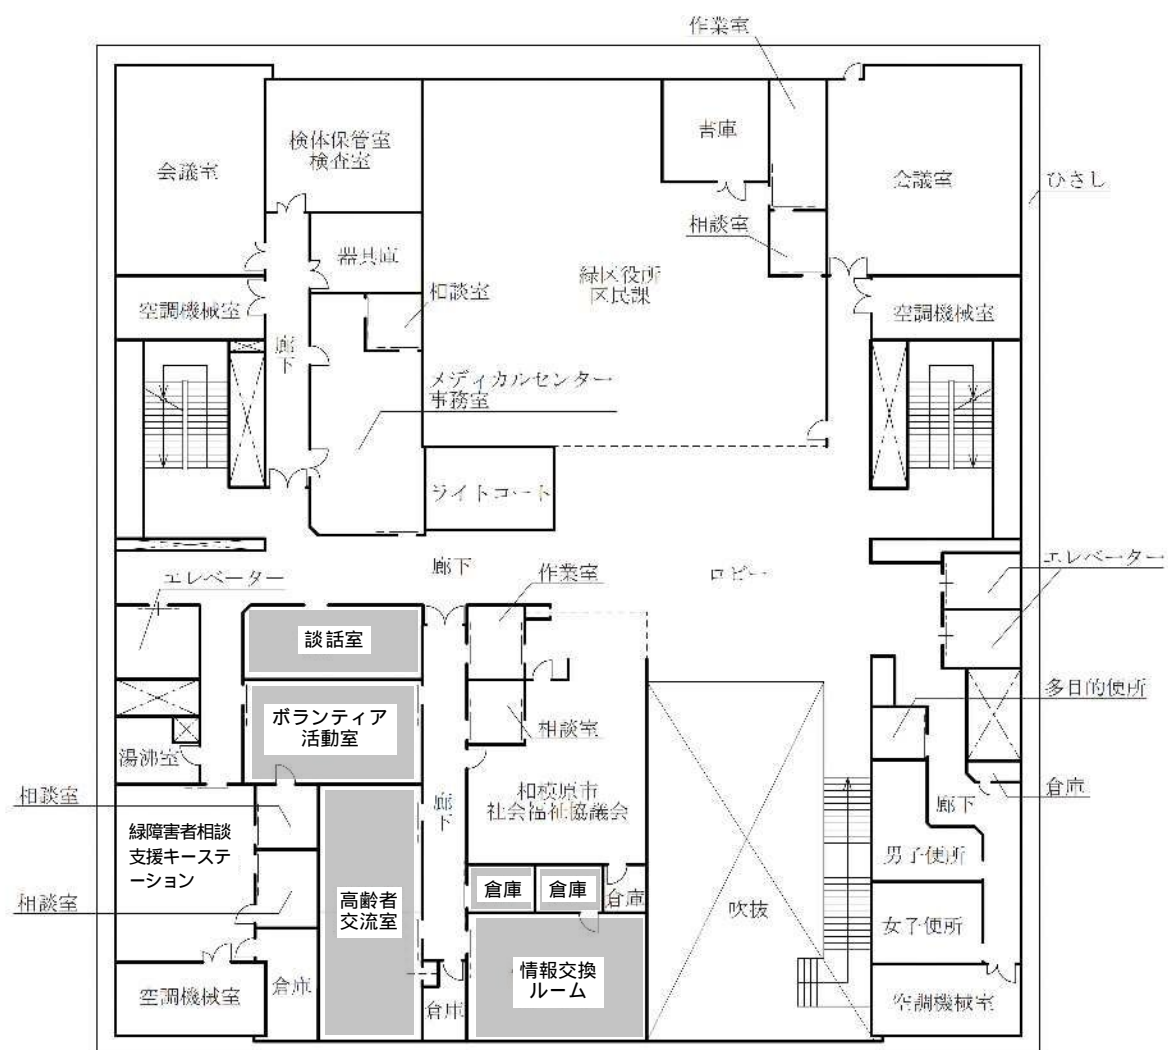 作業室
会議室
検体保管室
検査室
書庫
会議室
ひさし
相談室
器具庫
緑区役所
区民課
相談室
空調機械室
空調機械室
廊
下
メディカルセンター
事務室
ライトコート
廊下
作業室
ロビー
エレベーター
エレベーター
談話室
多目的便所
ボランティア
活動室
相談室
湯沸室
倉庫
相談室
廊
下
相模原市
社会福祉協議会
廊下
緑障害者相談
支援キーステ
ーション
男子便所
倉庫
倉庫
倉庫
相談室
高齢者
交流室
吹抜
女子便所
情報交換
ルーム
空調機械室
倉庫
倉庫
空調機械室